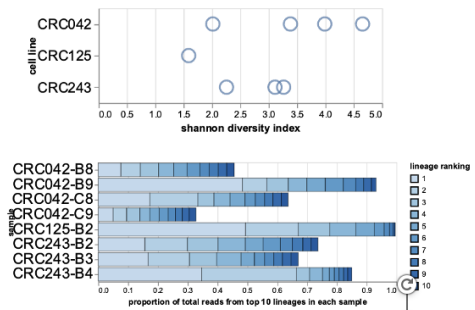 CRC042
CRC125
CRC243
cell line
0.0 0.5 1.0 1.5 2.0 2.5 3.0 3.5 4.0 4.5 5.0
shannon diversity index
CRC042-B8
CRC042-B9
CRC042-C8
CRC042-C9
CRC125-B2
CRC243-B2
CRC243-B3
CRC243-B4
sample
0.0 0.1 0.2 0.3 0.4 0.5 0.6 0.7 0.8 0.9 1.0
proportion of total reads from top 10 lineages in each sample
lineage ranking
1
2
3
4
5
6
7
8
9
10